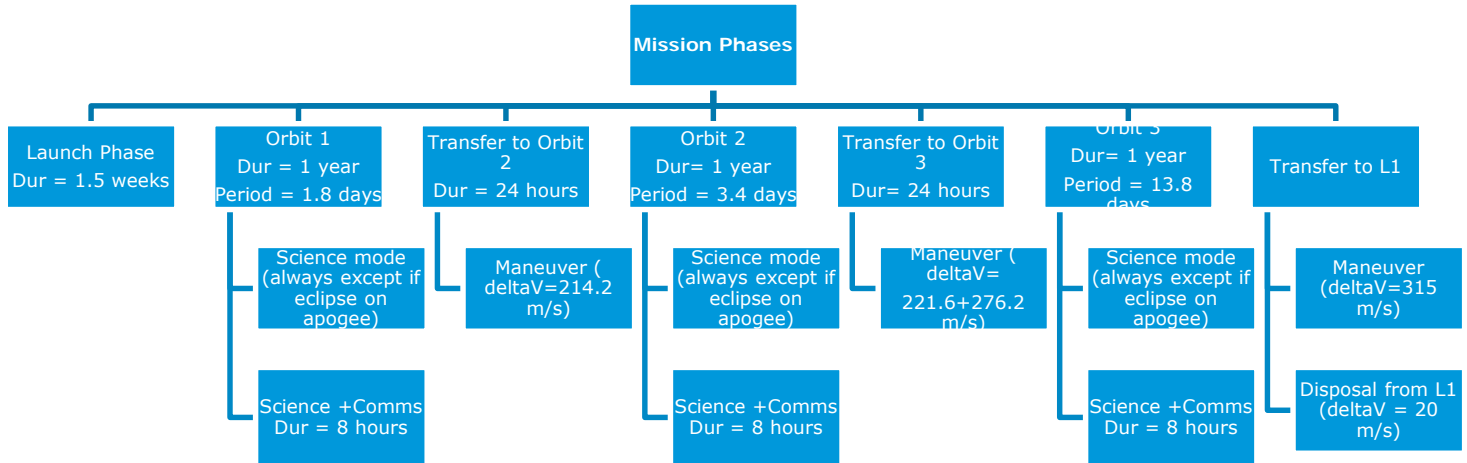 Mission Phases
Launch Phase
Dur = 1.5 weeks
Orbit 1
Dur = 1 year
Period = 1.8 days
Transfer to Orbit
2
Dur = 24 hours
Orbit 2
Dur= 1 year
Period = 3.4 days
Transfer to Orbit
3
Dur= 24 hours
Orbit 3
Dur= 1 year
Period = 13.8
days
Transfer to L1
Science mode
(always except if
eclipse on
apogee)
Science +Comms
Dur = 8 hours
Maneuver (
deltaV=214.2
m/s)
Science mode
(always except if
eclipse on
apogee)
Science +Comms
Dur = 8 hours
Maneuver (
deltaV=
221.6+276.2
m/s)
Science mode
(always except if
eclipse on
apogee)
Science +Comms
Dur = 8 hours
Maneuver
(deltaV=315
m/s)
Disposal from L1
(deltaV = 20
m/s)